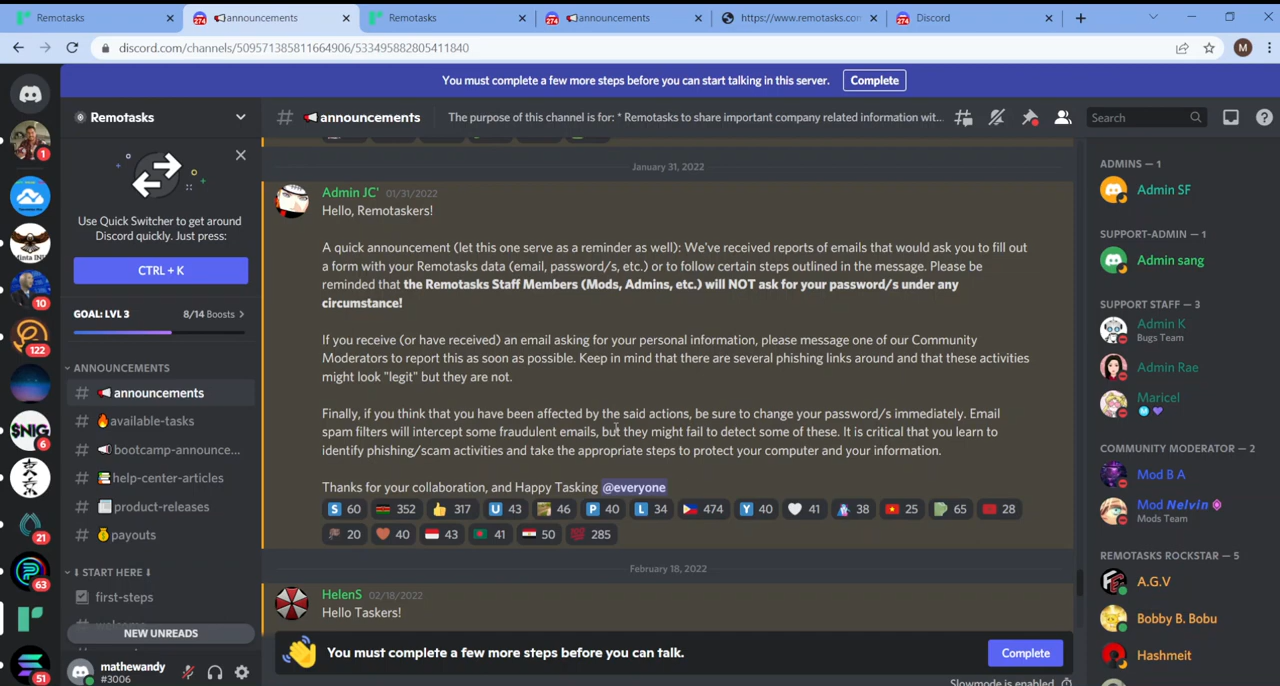 Remotasks
announcements
Remotasks
announcements
https://www.remotasks.com
Discord
discord.com/channels/509571385811664906/533495882805411840
M
You must complete a few more steps before you can start talking in this server.
Complete
Remotasks
# announcements
The purpose of this channel is for: * Remotasks to share important company related information wit...
Search
Use Quick Switcher to get around
Discord quickly. Just press:
CTRL + K
GOAL: LVL 3
8/14 Boosts
ANNOUNCEMENTS
# announcements
# available-tasks
# bootcamp-announce...
# help-center-articles
# product-releases
# payouts
START HERE
first-steps
NEW UNREADS
mathewandy
#3006
1
10
122
$NIG
6
21
63
51
January 31, 2022
Admin JC' 01/31/2022
Hello, Remotaskers!
A quick announcement (let this one serve as a reminder as well): We've received reports of emails that would ask you to fill out
a form with your Remotasks data (email, password/s, etc.) or to follow certain steps outlined in the message. Please be
reminded that the Remotasks Staff Members (Mods, Admins, etc.) will NOT ask for your password/s under any
circumstance!
If you receive (or have received) an email asking for your personal information, please message one of our Community
Moderators to report this as soon as possible. Keep in mind that there are several phishing links around and that these activities
might look "legit" but they are not.
Finally, if you think that you have been affected by the said actions, be sure to change your password/s immediately. Email
spam filters will intercept some fraudulent emails, but they might fail to detect some of these. It is critical that you learn to
identify phishing/scam activities and take the appropriate steps to protect your computer and your information.
Thanks for your collaboration, and Happy Tasking @everyone
S 60 352 317 U 43 46 P 40 L 34 474 Y 40 41 38 25 65 28
20 40 43 41 50 285
February 18, 2022
HelenS 02/18/2022
Hello Taskers!
You must complete a few more steps before you can talk.
Complete
Slowmode is enabled
ADMINS — 1
Admin SF
SUPPORT-ADMIN — 1
Admin sang
SUPPORT STAFF — 3
Admin K
Bugs Team
Admin Rae
Maricel
COMMUNITY MODERATOR — 2
Mod B A
Mod Nelvin
Mods Team
REMOTASKS ROCKSTAR — 5
A.G.V
Bobby B. Bobu
Hashmeit